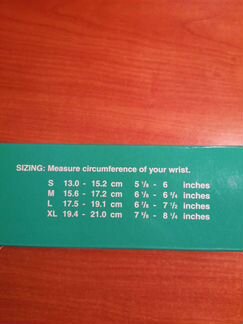 SIZING: Measure circumference of your wrist.
S 13.0 - 15.2 cm 5 1/8 - 6 inches
M 15.6 - 17.2 cm 6 1/8 - 6 3/4 inches
L 17.5 - 19.1 cm 6 7/8 - 7 1/2 inches
XL 19.4 - 21.0 cm 7 5/8 - 8 1/4 inches